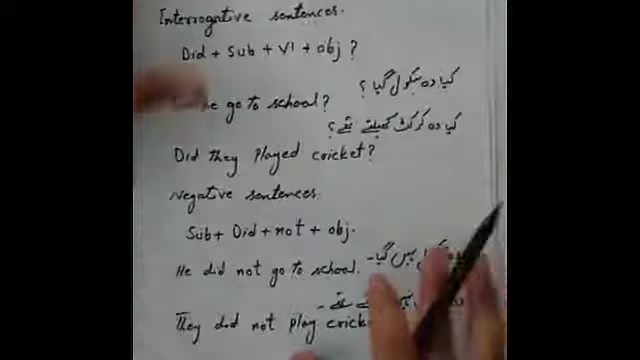 Interrogative sentences.
Did + Sub + V1 + obj ?
کیا وہ سکول گیا ؟
he go to school?
کیا وہ کرکٹ کھیلتے تھے ؟
Did they Played cricket?
Negative sentences
Sub + Did + not + obj.
He did not go to school.
نہیں گیا -
They did not play